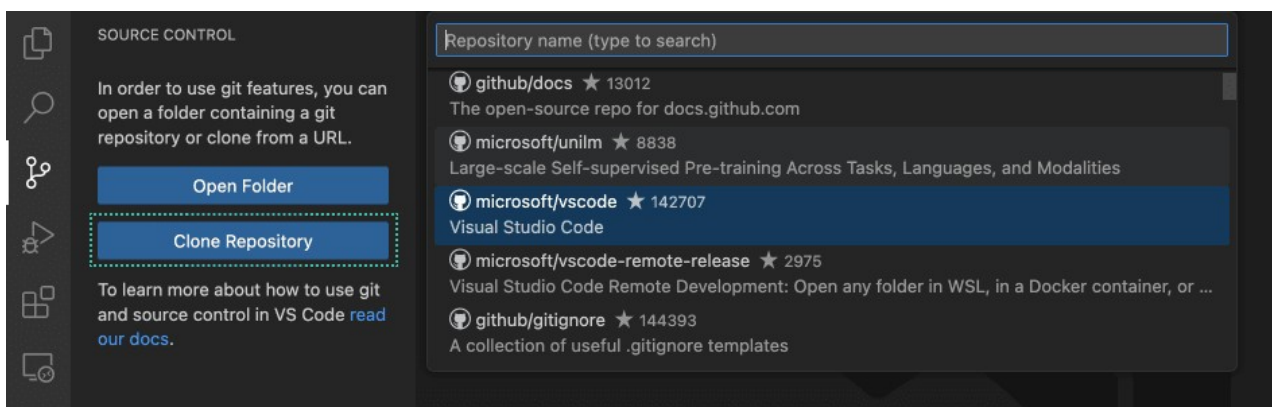 SOURCE CONTROL
In order to use git features, you can
open a folder containing a git
repository or clone from a URL.
Open Folder
Clone Repository
To learn more about how to use git
and source control in VS Code read
our docs.
Repository name (type to search)
github/docs ★ 13012
The open-source repo for docs.github.com
microsoft/unilm ★ 8838
Large-scale Self-supervised Pre-training Across Tasks, Languages, and Modalities
microsoft/vscode ★ 142707
Visual Studio Code
microsoft/vscode-remote-release ★ 2975
Visual Studio Code Remote Development: Open any folder in WSL, in a Docker container, or ...
github/gitignore ★ 144393
A collection of useful .gitignore templates